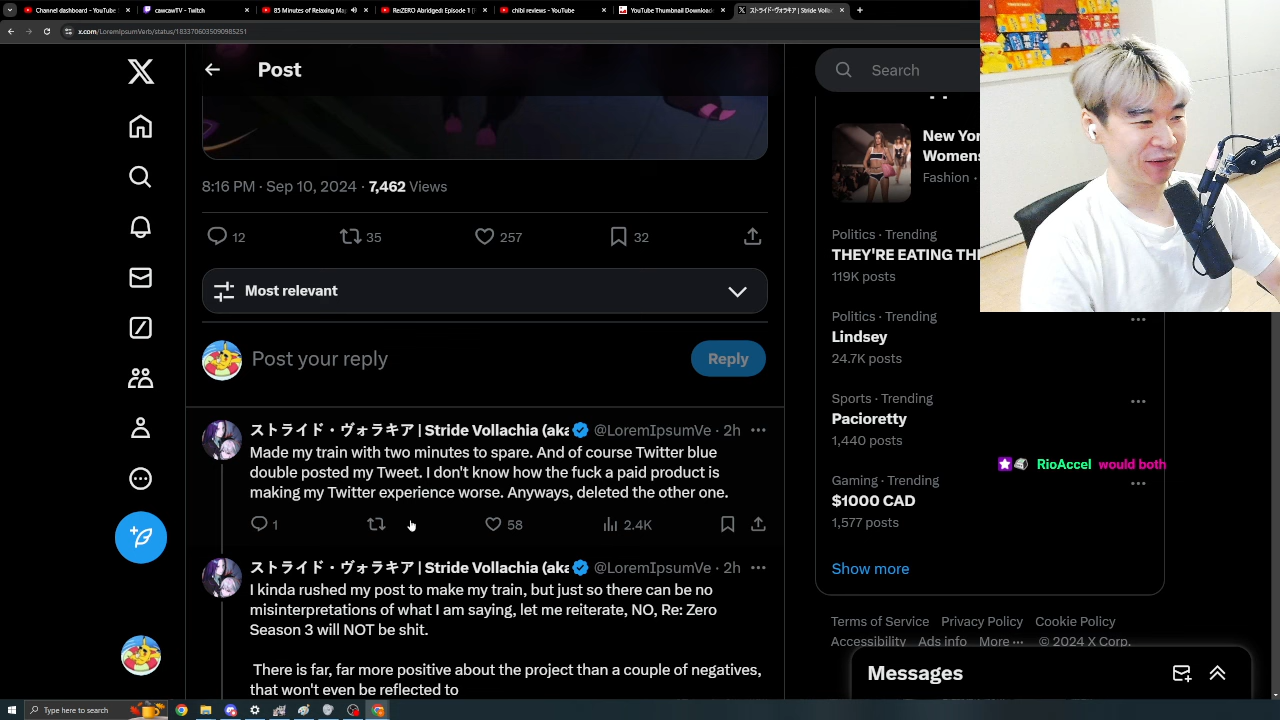 Channel dashboard - YouTube
cawcawTV - Twitch
85 Minutes of Relaxing Ma
Re:ZERO Abridged: Episode 1
chibi reviews - YouTube
YouTube Thumbnail Download
ストライド・ヴォラキア | Stride Volla
x.com/LoremIpsumVerb/status/1833706035090985251
Post
Search
New Yor
Womens
Fashion ·
8:16 PM · Sep 10, 2024 · 7,462 Views
12
35
257
32
Politics · Trending
THEY'RE EATING THE
119K posts
Most relevant
Politics · Trending
Lindsey
24.7K posts
Post your reply
Reply
Sports · Trending
Pacioretty
1,440 posts
ストライド・ヴォラキア | Stride Vollachia (aka @LoremIpsumVe · 2h
Made my train with two minutes to spare. And of course Twitter blue
double posted my Tweet. I don't know how the fuck a paid product is
making my Twitter experience worse. Anyways, deleted the other one.
RioAccel would both
Gaming · Trending
$1000 CAD
1,577 posts
1
58
2.4K
Show more
ストライド・ヴォラキア | Stride Vollachia (aka @LoremIpsumVe · 2h
I kinda rushed my post to make my train, but just so there can be no
misinterpretations of what I am saying, let me reiterate, NO, Re: Zero
Season 3 will NOT be shit.
There is far, far more positive about the project than a couple of negatives,
that won't even be reflected to
Terms of Service Privacy Policy Cookie Policy
Accessibility Ads info More ··· © 2024 X Corp.
Messages
Type here to search